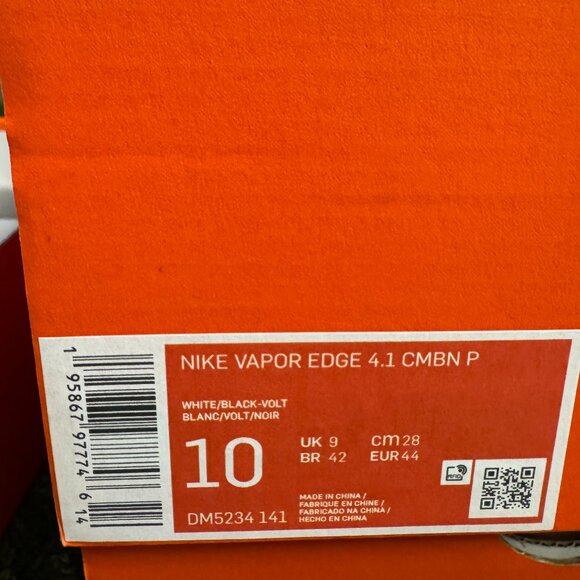 NIKE VAPOR EDGE 4.1 CMBN P
WHITE/BLACK-VOLT
BLANC/VOLT/NOIR
10
UK 9 cm 28
BR 42 EUR 44
DM5234 141
MADE IN CHINA /
FABRIQUE EN CHINE /
FABRICADO NA CHINA /
HECHO EN CHINA
1 95867 97774 6 14